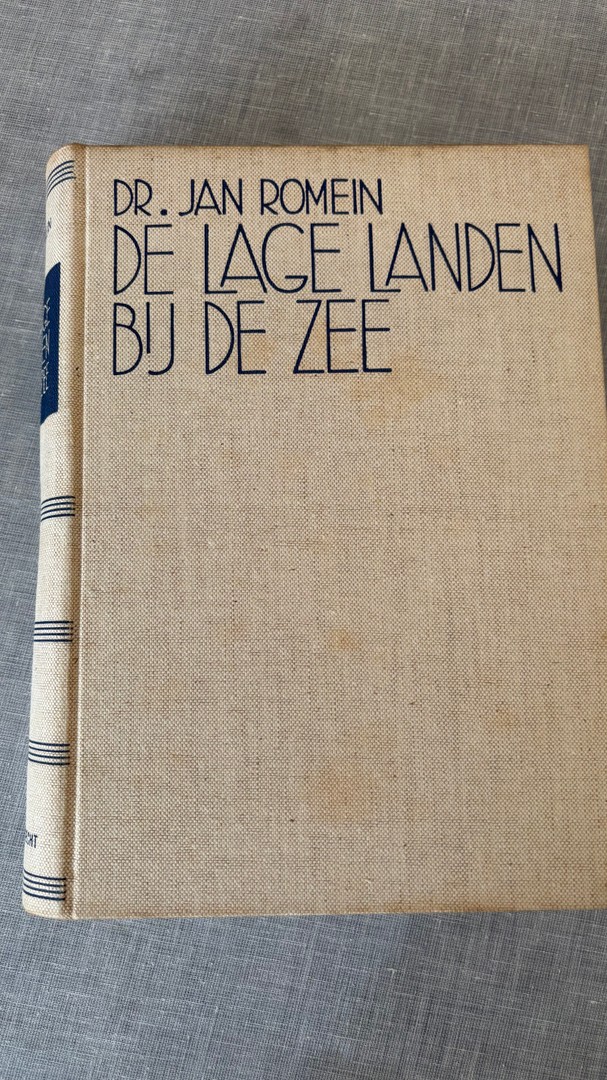 DR. JAN ROMEIN
DE LAGE LANDEN
BIJ DE ZEE